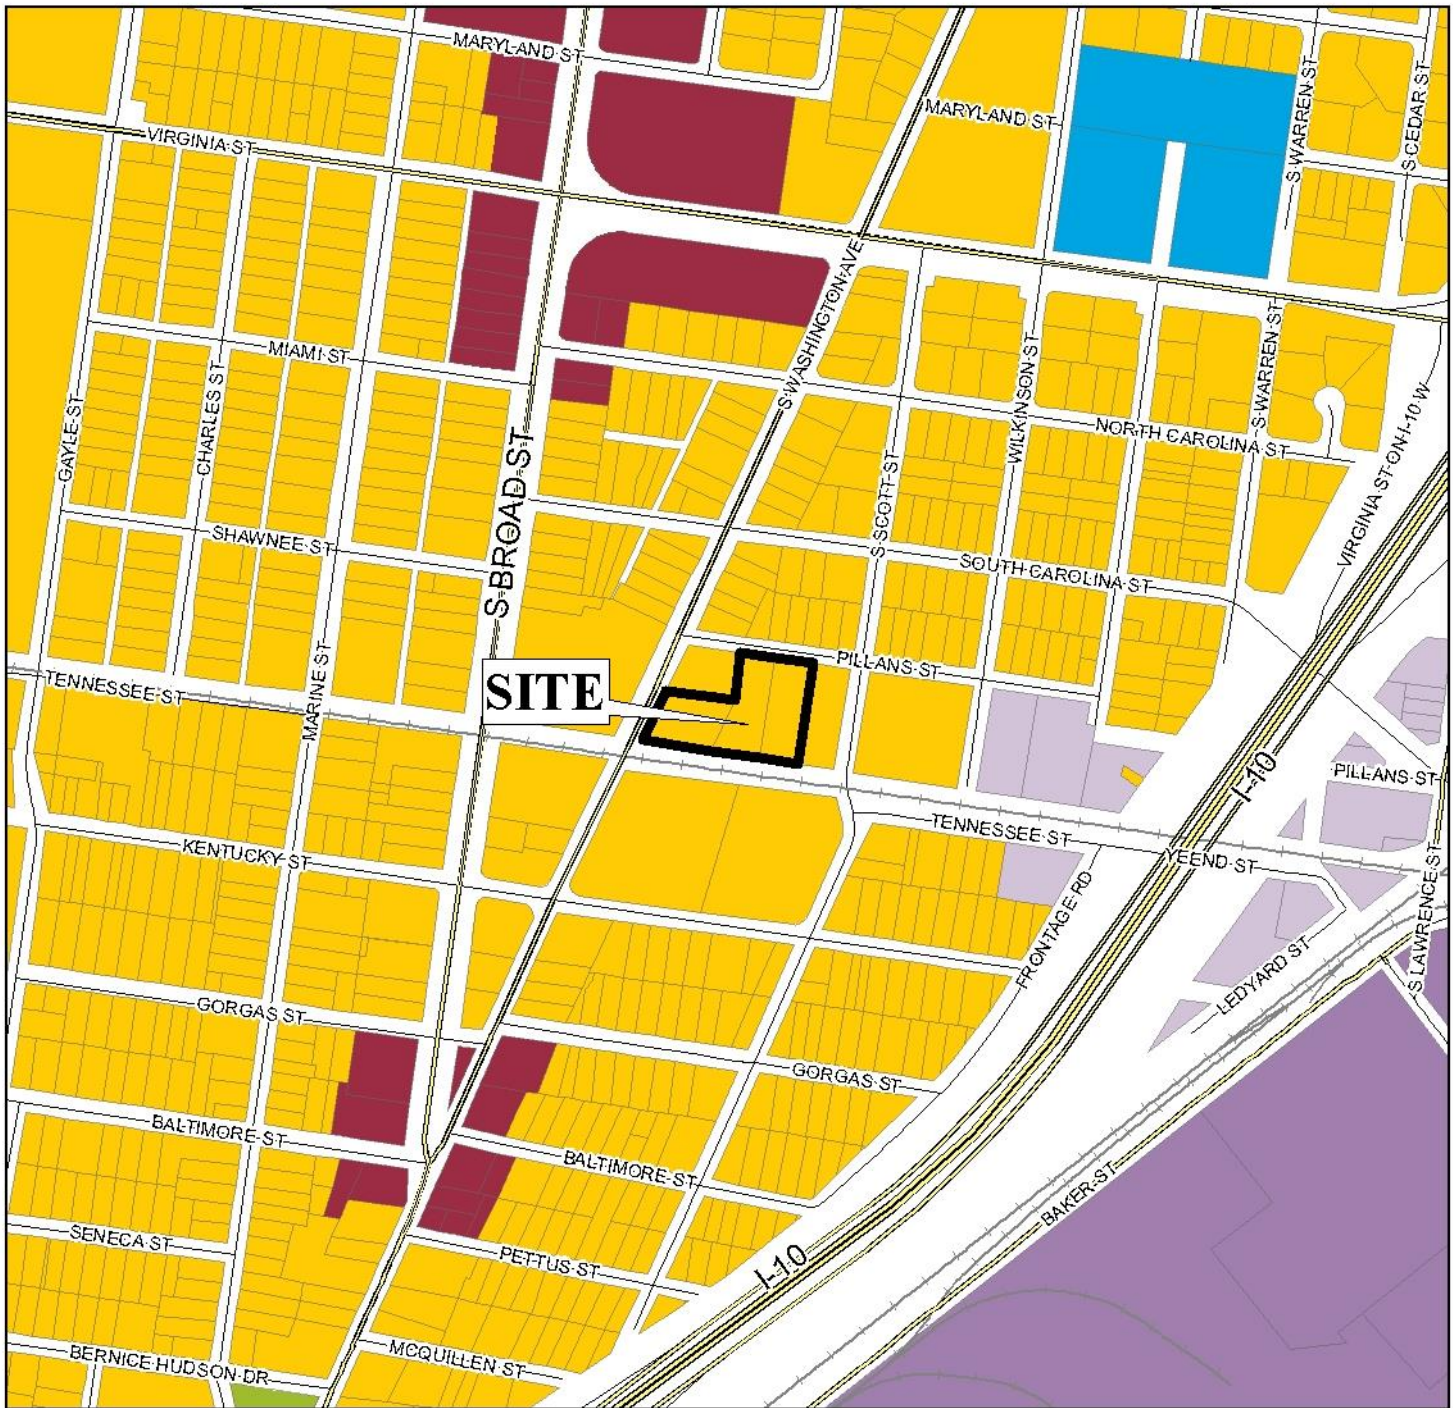 MARYLAND ST
MARYLAND ST
S WARREN ST
S CEDAR ST
VIRGINIA ST
S WASHINGTON AVE
MIAMI ST
GAYLE ST
CHARLES ST
S BROAD ST
S SCOTT ST
WILKINSON ST
S WARREN ST
NORTH CAROLINA ST
VIRGINIA ST ON I-10 W
SHAWNEE ST
SOUTH CAROLINA ST
MARINE ST
PILLANS ST
SITE
TENNESSEE ST
I-10
PILLANS ST
TENNESSEE ST
YEEND ST
KENTUCKY ST
FRONTAGE RD
S LAWRENCE ST
LEDYARD ST
GORGAS ST
GORGAS ST
BALTIMORE ST
BALTIMORE ST
BAKER ST
SENECA ST
PETTUS ST
I-10
BERNICE HUDSON DR
MCQUILLEN ST